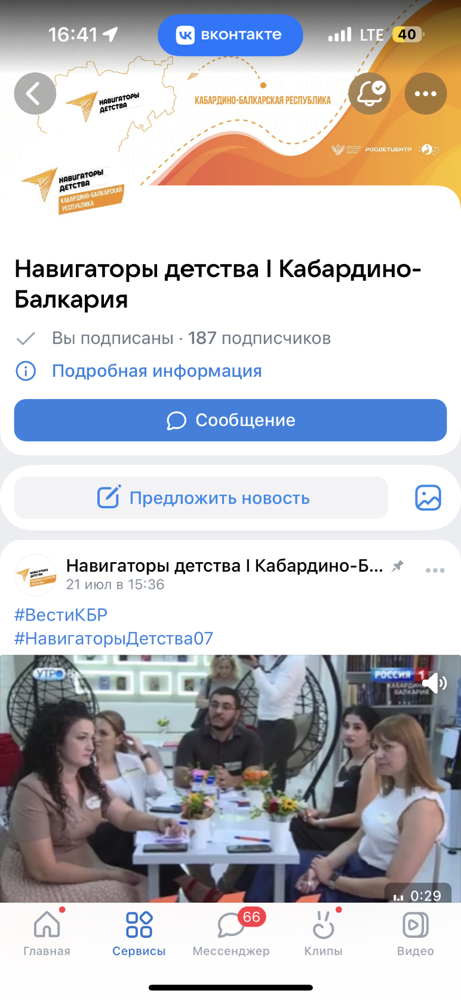 16:41
вконтакте
LTE
40
НАВИГАТОРЫ
ДЕТСТВА
КАБАРДИНО-БАЛКАРСКАЯ РЕСПУБЛИКА
РОСДЕТЦЕНТР
НАВИГАТОРЫ
ДЕТСТВА
КАБАРДИНО-БАЛКАРСКАЯ
РЕСПУБЛИКА
Навигаторы детства I Кабардино-
Балкария
Вы подписаны · 187 подписчиков
Подробная информация
Сообщение
Предложить новость
НАВИГАТОРЫ
ДЕТСТВА
Навигаторы детства I Кабардино-Б...
21 июл в 15:36
#ВестиКБР
#НавигаторыДетства07
УТРО
РОССИЯ 1
КАБАРДИНО
БАЛКАРИЯ
0:29
66
Главная
Сервисы
Мессенджер
Клипы
Видео